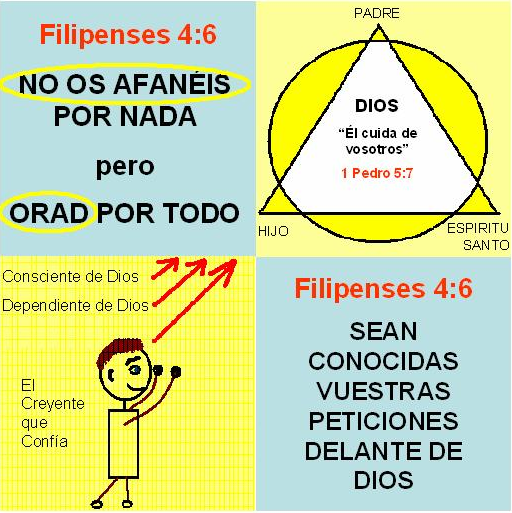 Filipenses 4:6
NO OS AFANÉIS
POR NADA
pero
ORAD POR TODO
PADRE
DIOS
“Él cuida de
vosotros”
1 Pedro 5:7
HIJO
ESPIRITU
SANTO
Consciente de Dios
Dependiente de Dios
El
Creyente
que
Confía
Filipenses 4:6
SEAN
CONOCIDAS
VUESTRAS
PETICIONES
DELANTE DE
DIOS